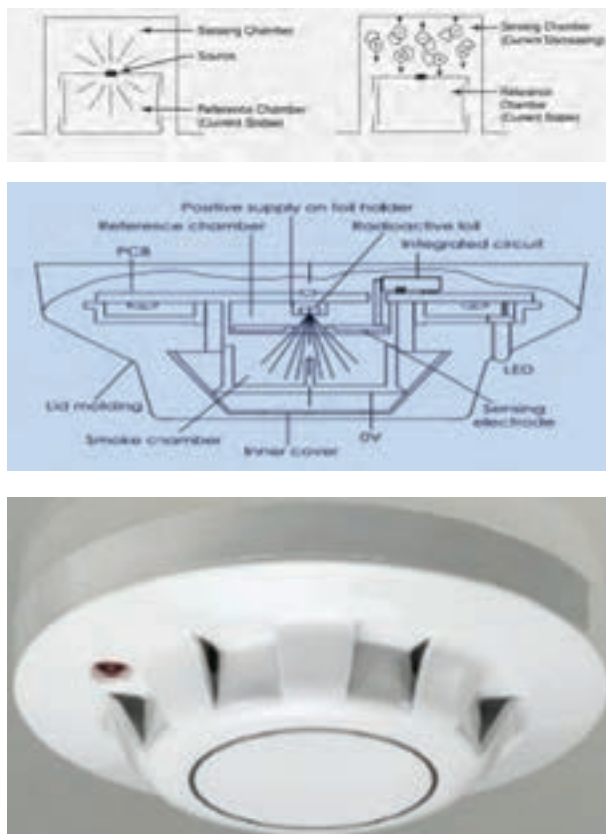 Sensing Chamber
Source
Reference Chamber
(Current Stable)
Sensing Chamber
(Current Decreasing)
Reference
Chamber
(Current Stable)
Positive supply on foil holder
Reference chamber
Radioactive foil
Integrated circuit
PCB
LED
Lid molding
Sensing
electrode
Smoke chamber
0V
Inner cover